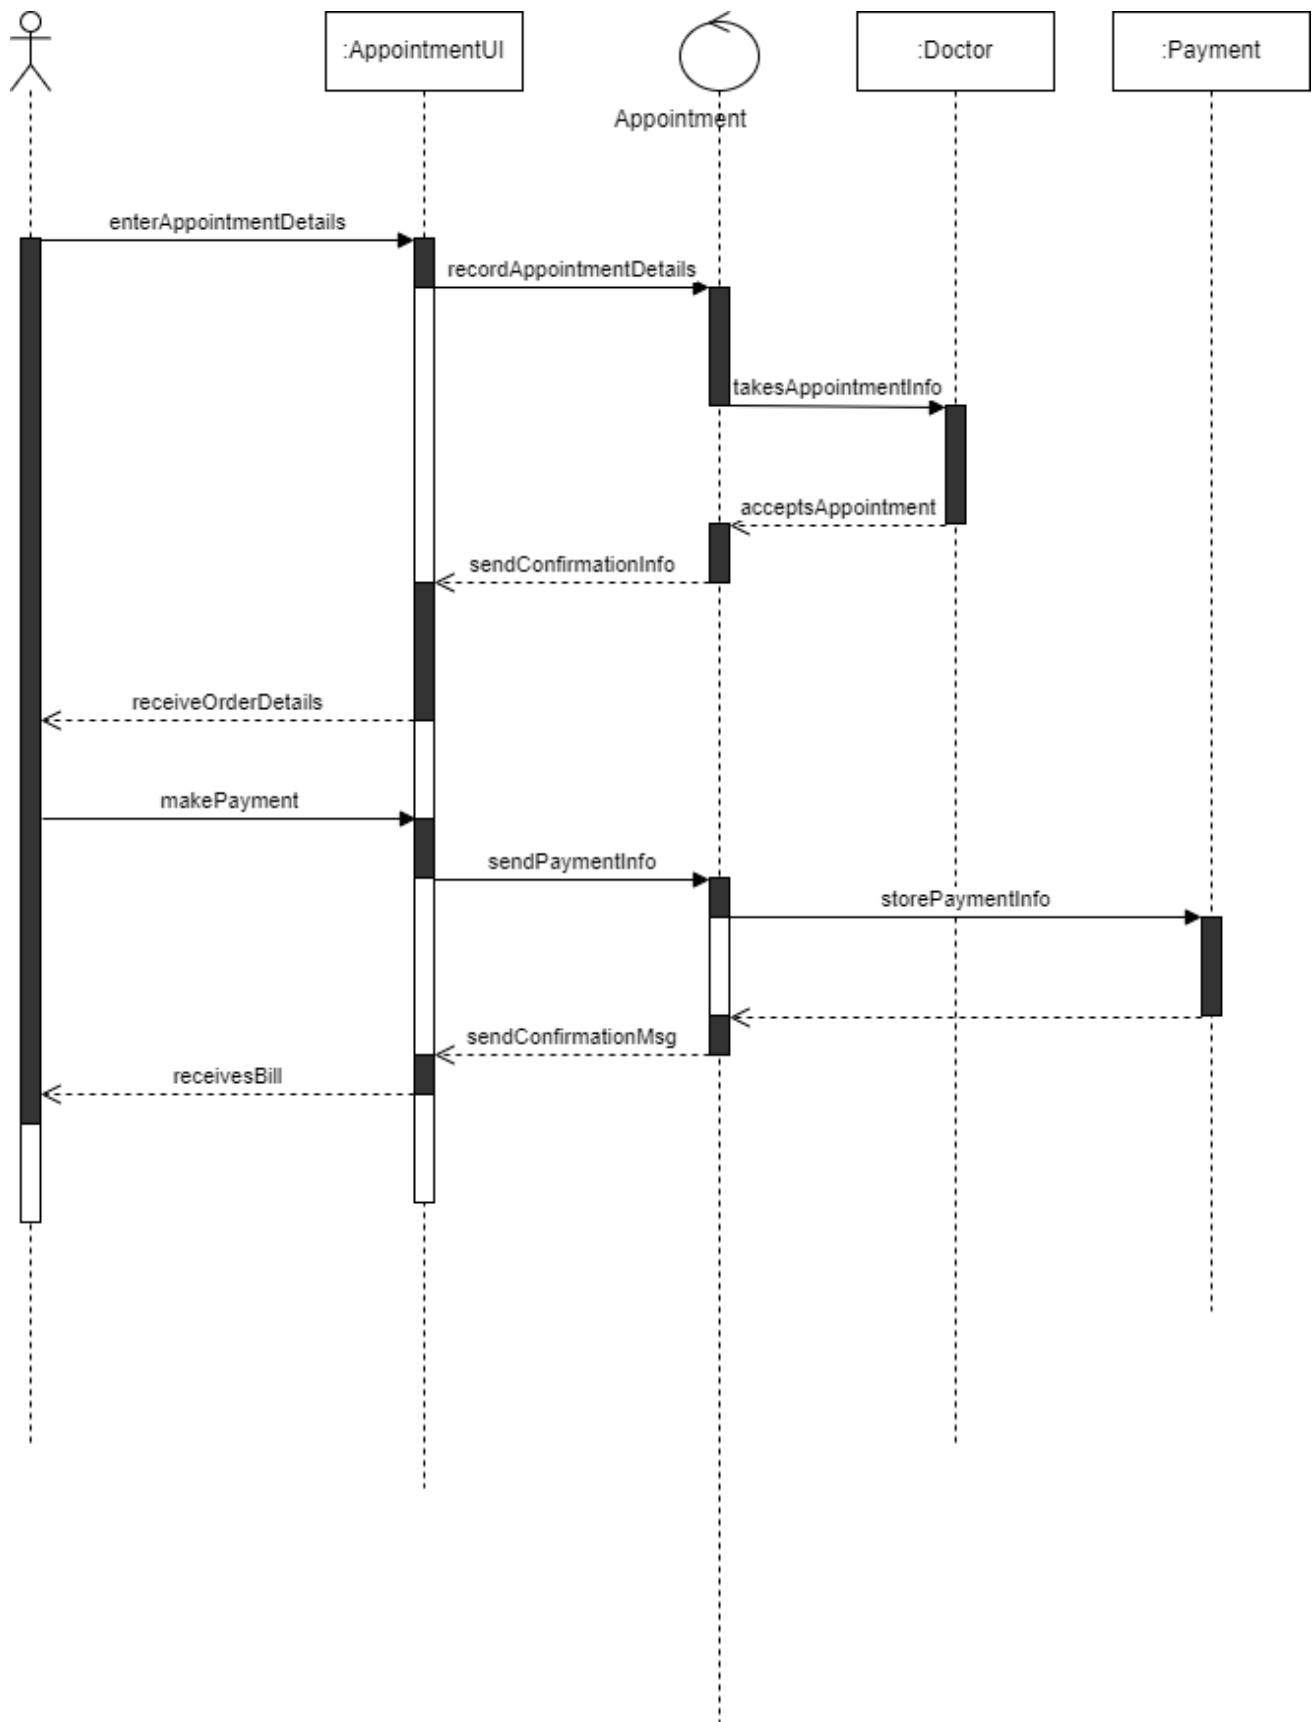 :AppointmentUI
:Doctor
:Payment
Appointment
enterAppointmentDetails
recordAppointmentDetails
takesAppointmentInfo
acceptsAppointment
sendConfirmationInfo
receiveOrderDetails
makePayment
sendPaymentInfo
storePaymentInfo
sendConfirmationMsg
receivesBill